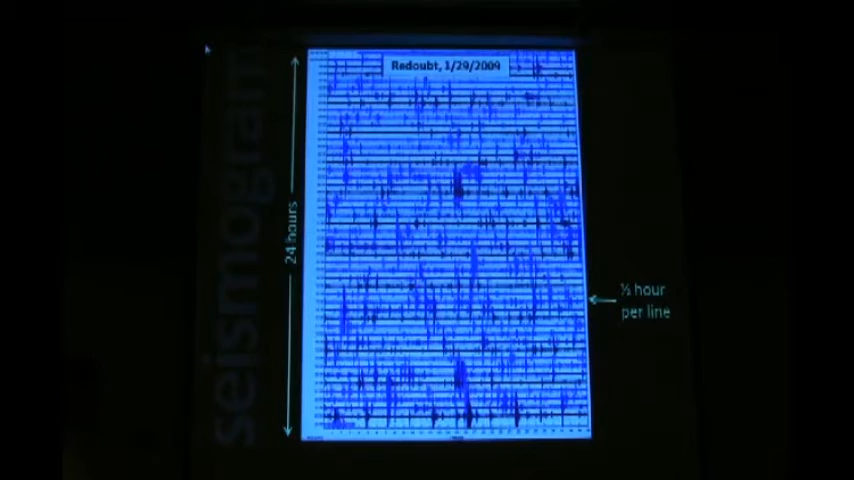 Redoubt, 1/29/2009
seismogram
24 hours
½ hour
per line